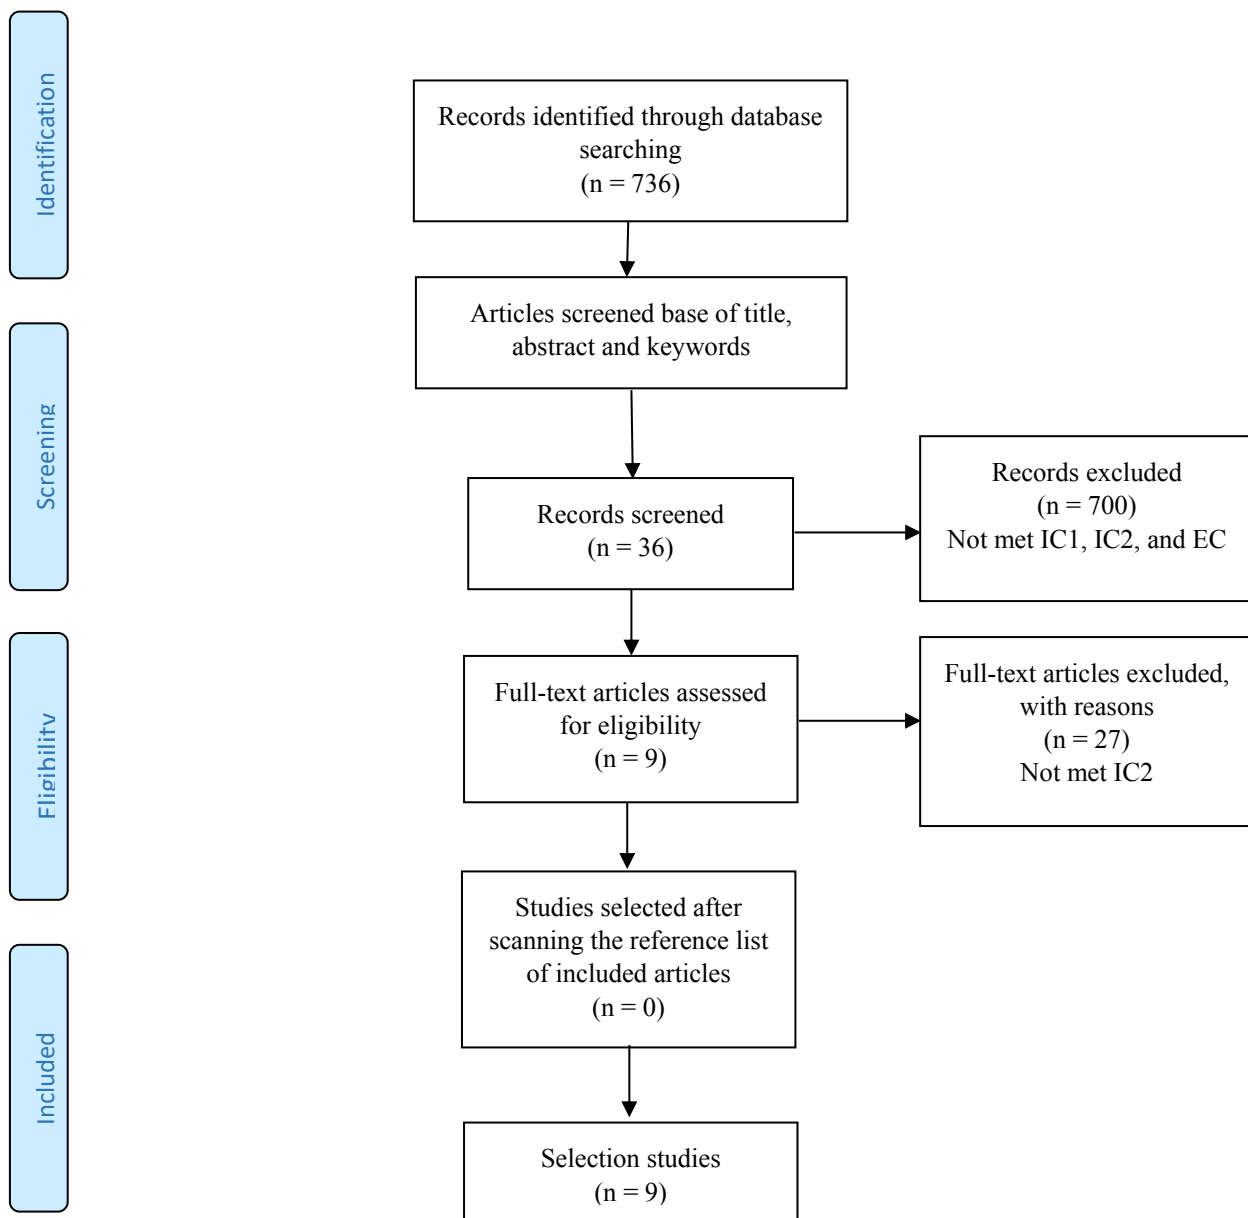 Identification
Records identified through database
searching
(n = 736)
Articles screened base of title,
abstract and keywords
Screening
Records screened
(n = 36)
Records excluded
(n = 700)
Not met IC1, IC2, and EC
Eligibility
Full-text articles assessed
for eligibility
(n = 9)
Full-text articles excluded,
with reasons
(n = 27)
Not met IC2
Studies selected after
scanning the reference list
of included articles
(n = 0)
Included
Selection studies
(n = 9)